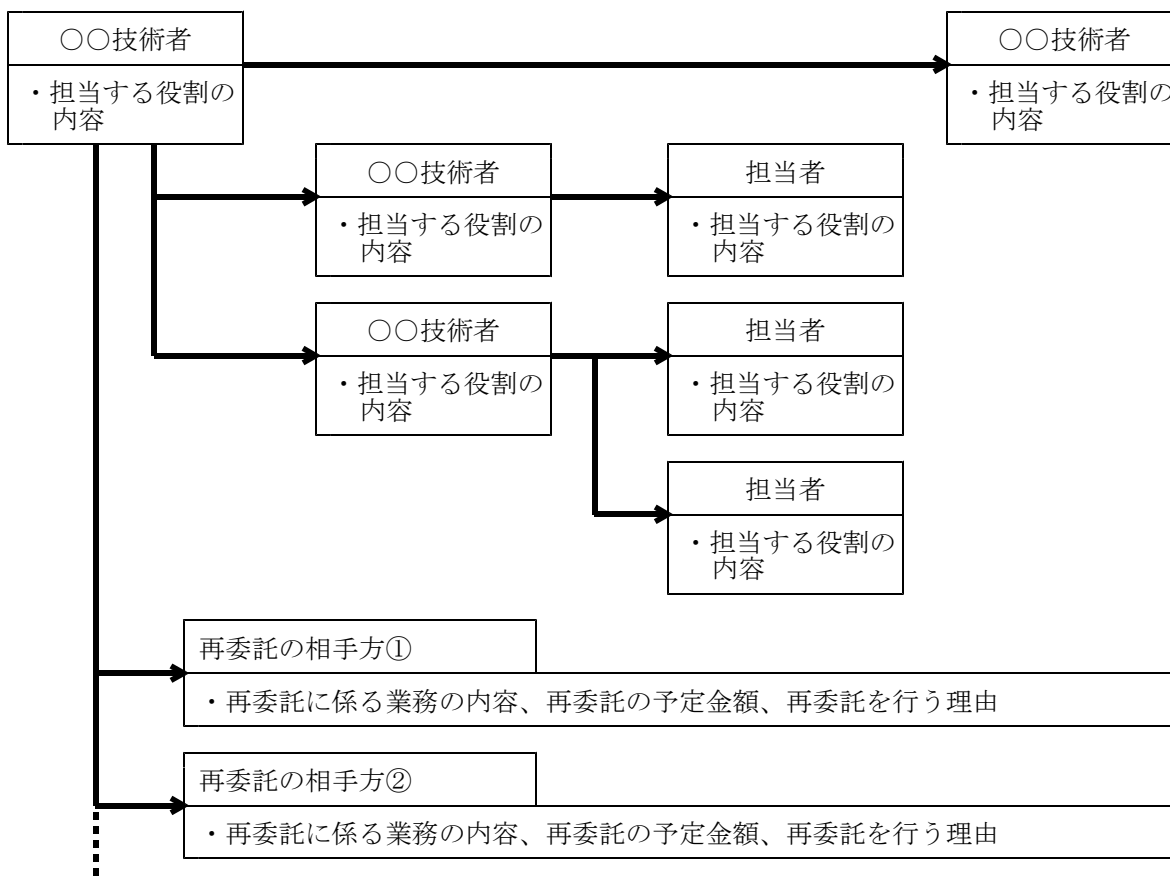 ○○技術者
・担当する役割の
内容
○○技術者
・担当する役割の
内容
○○技術者
・担当する役割の
内容
担当者
・担当する役割の
内容
○○技術者
・担当する役割の
内容
担当者
・担当する役割の
内容
担当者
・担当する役割の
内容
再委託の相手方①
・再委託に係る業務の内容、再委託の予定金額、再委託を行う理由
再委託の相手方②
・再委託に係る業務の内容、再委託の予定金額、再委託を行う理由